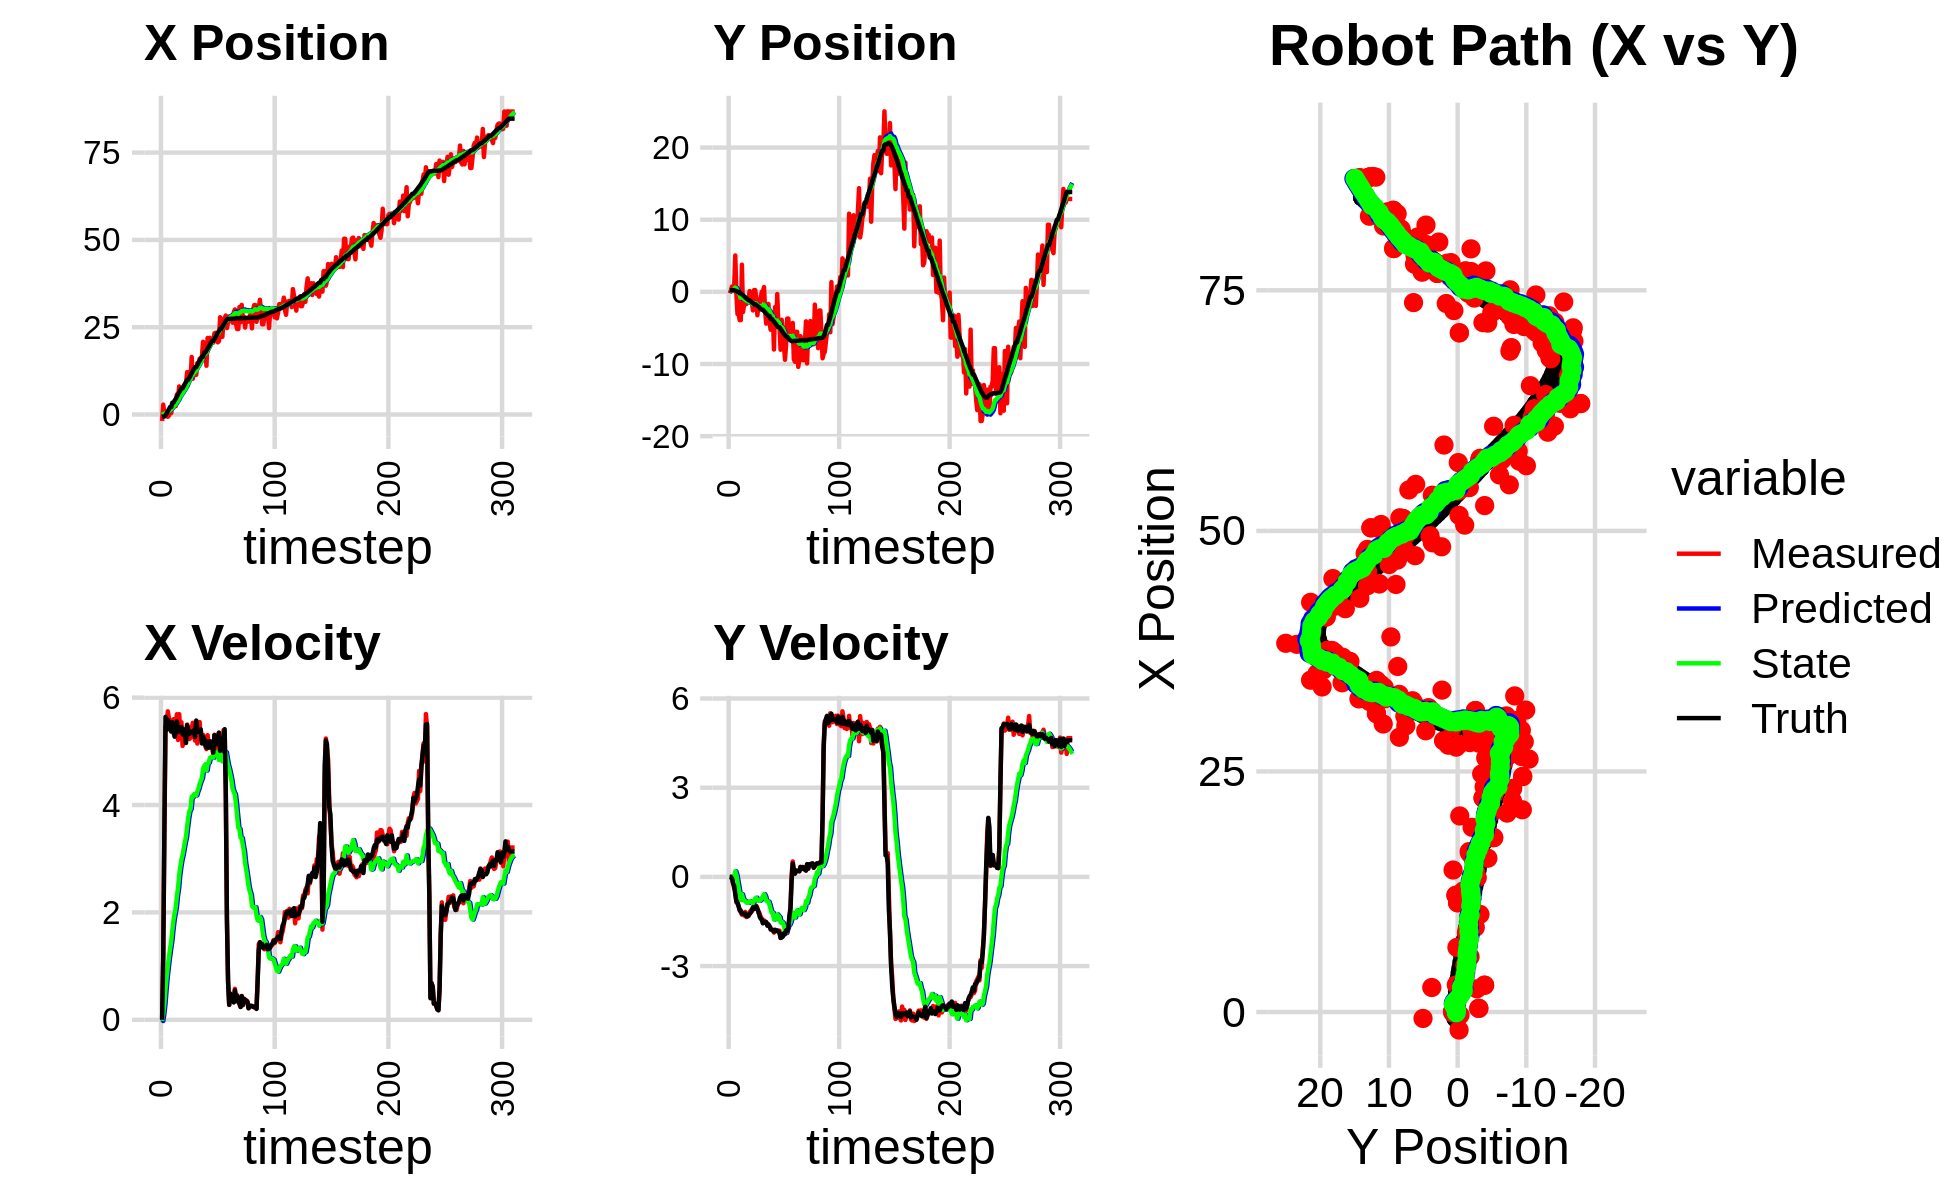 X Position
75
50
25
0
0
100
200
300
timestep
Y Position
20
10
0
-10
-20
0
100
200
300
timestep
X Velocity
6
4
2
0
0
100
200
300
timestep
Y Velocity
6
3
0
-3
0
100
200
300
timestep
Robot Path (X vs Y)
X Position
75
50
25
0
20 10 0 -10 -20
Y Position
variable
Measured
Predicted
State
Truth